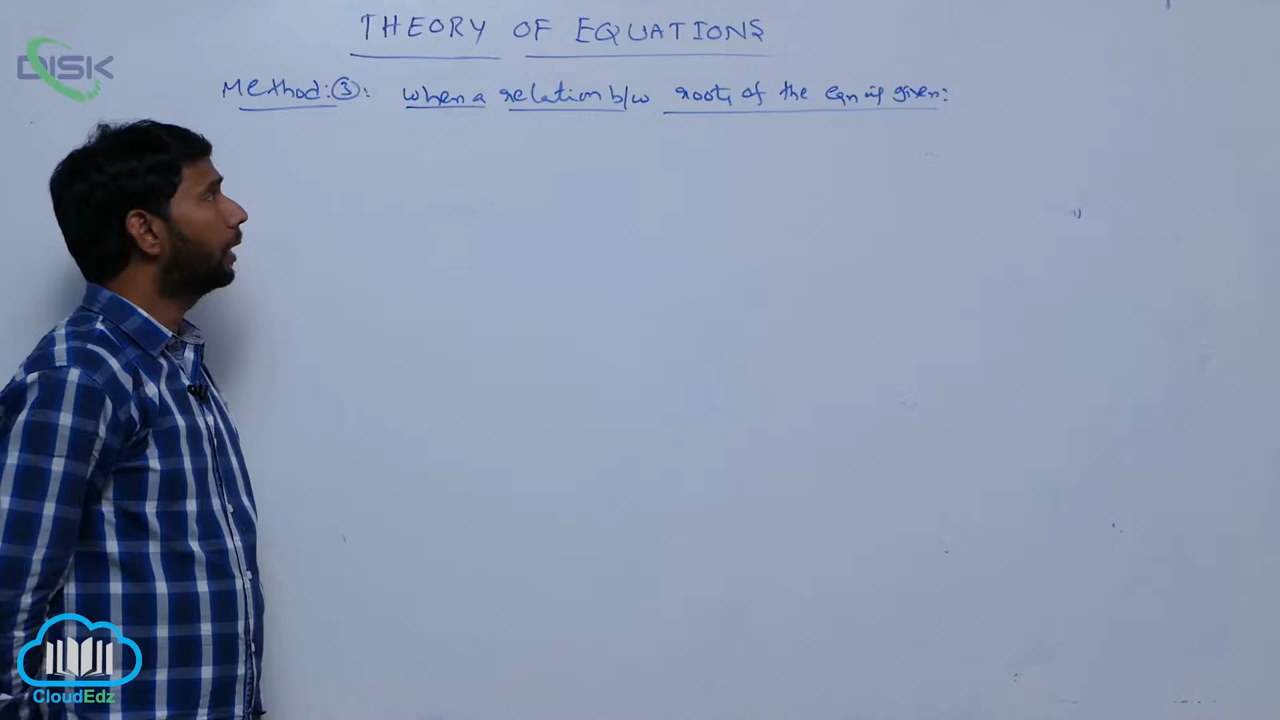 THEORY OF EQUATIONS
DISK
Method:③: when a relation b/w roots of the eqn is given:
CloudEdz